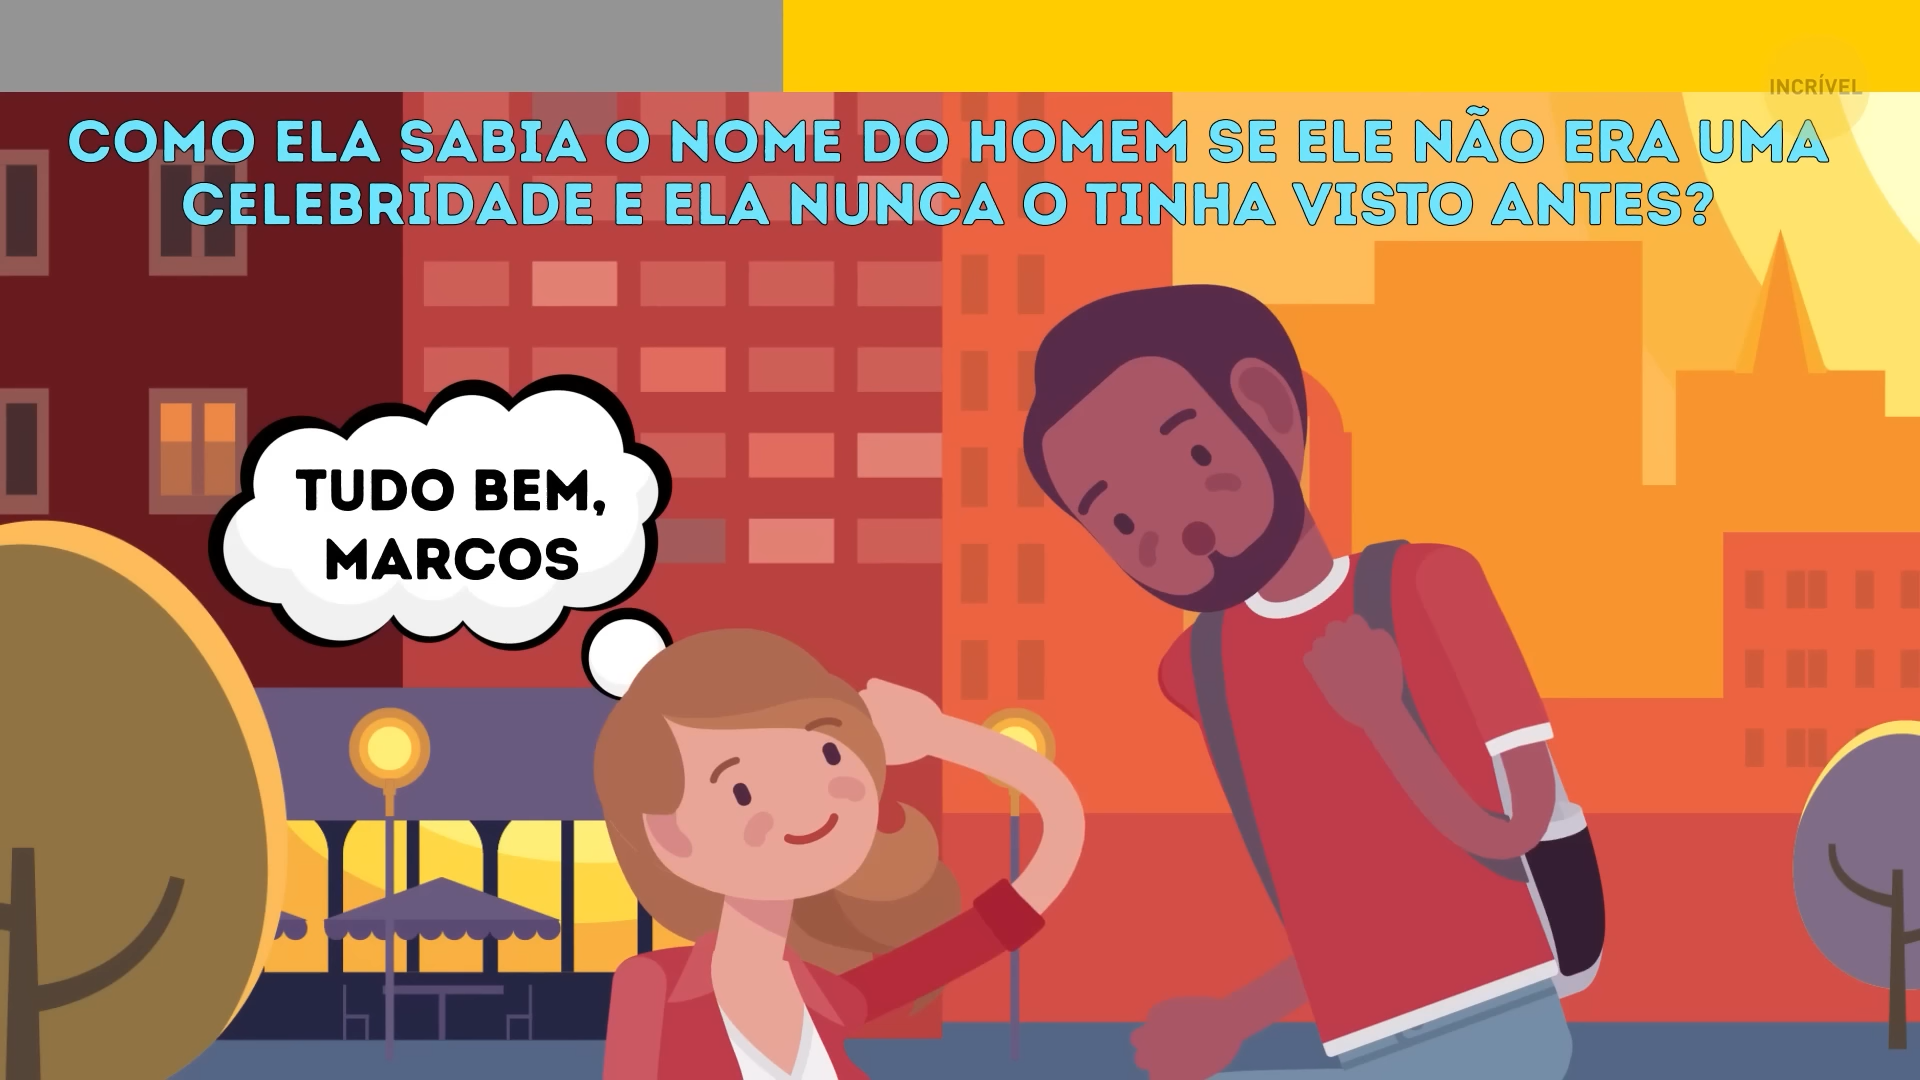 INCRÍVEL
COMO ELA SABIA O NOME DO HOMEM SE ELE NÃO ERA UMA
CELEBRIDADE E ELA NUNCA O TINHA VISTO ANTES?
TUDO BEM,
MARCOS